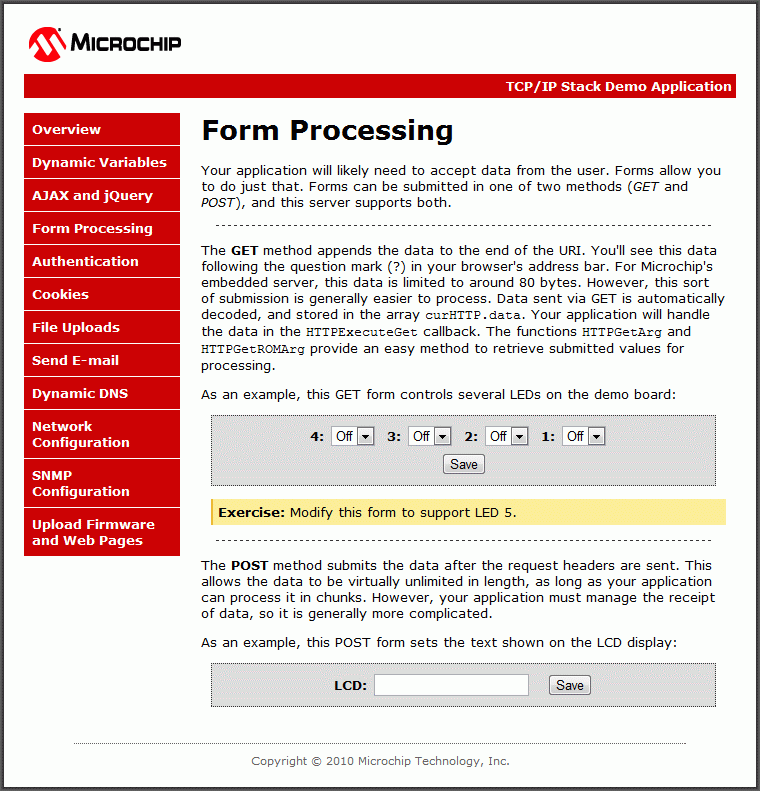 MICROCHIP
TCP/IP Stack Demo Application
Overview
Dynamic Variables
AJAX and jQuery
Form Processing
Authentication
Cookies
File Uploads
Send E-mail
Dynamic DNS
Network
Configuration
SNMP
Configuration
Upload Firmware
and Web Pages
Form Processing
Your application will likely need to accept data from the user. Forms allow you
to do just that. Forms can be submitted in one of two methods (GET and
POST), and this server supports both.
The GET method appends the data to the end of the URI. You'll see this data
following the question mark (?) in your browser's address bar. For Microchip's
embedded server, this data is limited to around 80 bytes. However, this sort
of submission is generally easier to process. Data sent via GET is automatically
decoded, and stored in the array curHTTP.data. Your application will handle
the data in the HTTPExecuteGet callback. The functions HTTPGetArg and
HTTPGetROMArg provide an easy method to retrieve submitted values for
processing.
As an example, this GET form controls several LEDs on the demo board:
4: Off 3: Off 2: Off 1: Off
Save
Exercise: Modify this form to support LED 5.
The POST method submits the data after the request headers are sent. This
allows the data to be virtually unlimited in length, as long as your application
can process it in chunks. However, your application must manage the receipt
of data, so it is generally more complicated.
As an example, this POST form sets the text shown on the LCD display:
LCD: Save
Copyright © 2010 Microchip Technology, Inc.